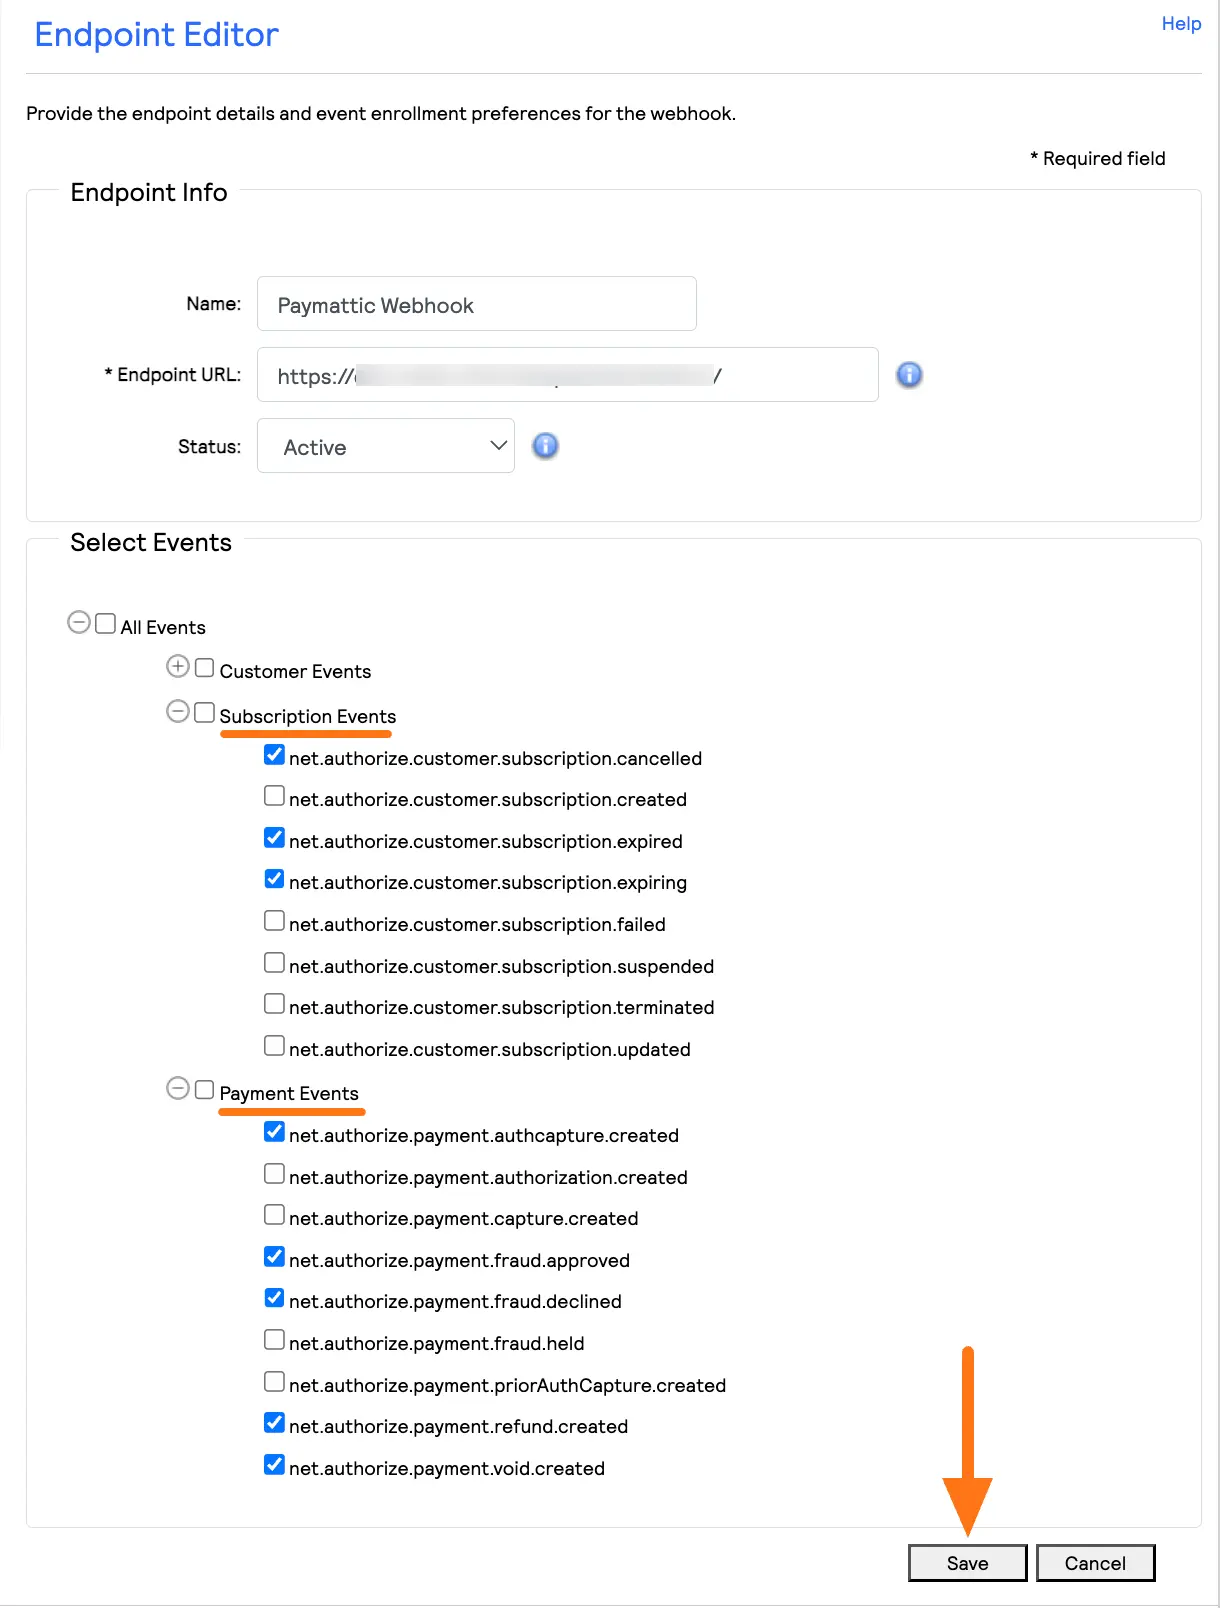 Endpoint Editor
Help
Provide the endpoint details and event enrollment preferences for the webhook.
* Required field
Endpoint Info
Name: Paymattic Webhook
* Endpoint URL: https:// /
Status: Active
Select Events
All Events
Customer Events
Subscription Events
net.authorize.customer.subscription.cancelled
net.authorize.customer.subscription.created
net.authorize.customer.subscription.expired
net.authorize.customer.subscription.expiring
net.authorize.customer.subscription.failed
net.authorize.customer.subscription.suspended
net.authorize.customer.subscription.terminated
net.authorize.customer.subscription.updated
Payment Events
net.authorize.payment.authcapture.created
net.authorize.payment.authorization.created
net.authorize.payment.capture.created
net.authorize.payment.fraud.approved
net.authorize.payment.fraud.declined
net.authorize.payment.fraud.held
net.authorize.payment.priorAuthCapture.created
net.authorize.payment.refund.created
net.authorize.payment.void.created
Save Cancel